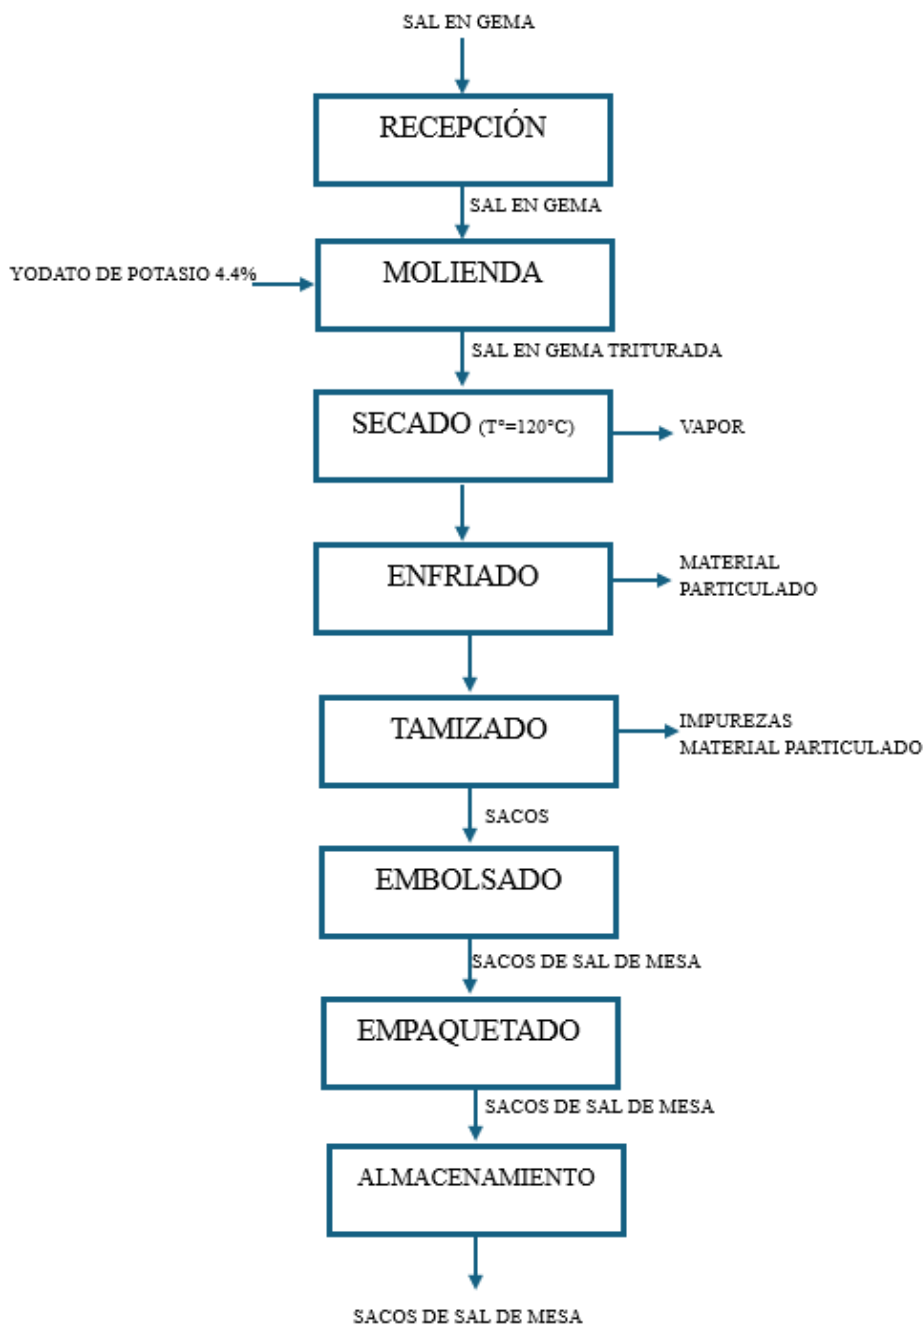 SAL EN GEMA
RECEPCIÓN
SAL EN GEMA
YODATO DE POTASIO 4.4%
MOLIENDA
SAL EN GEMA TRITURADA
SECADO (T°=120°C)
VAPOR
ENFRIADO
MATERIAL
PARTICULADO
TAMIZADO
IMPUREZAS
MATERIAL PARTICULADO
SACOS
EMBOLSADO
SACOS DE SAL DE MESA
EMPAQUETADO
SACOS DE SAL DE MESA
ALMACENAMIENTO
SACOS DE SAL DE MESA